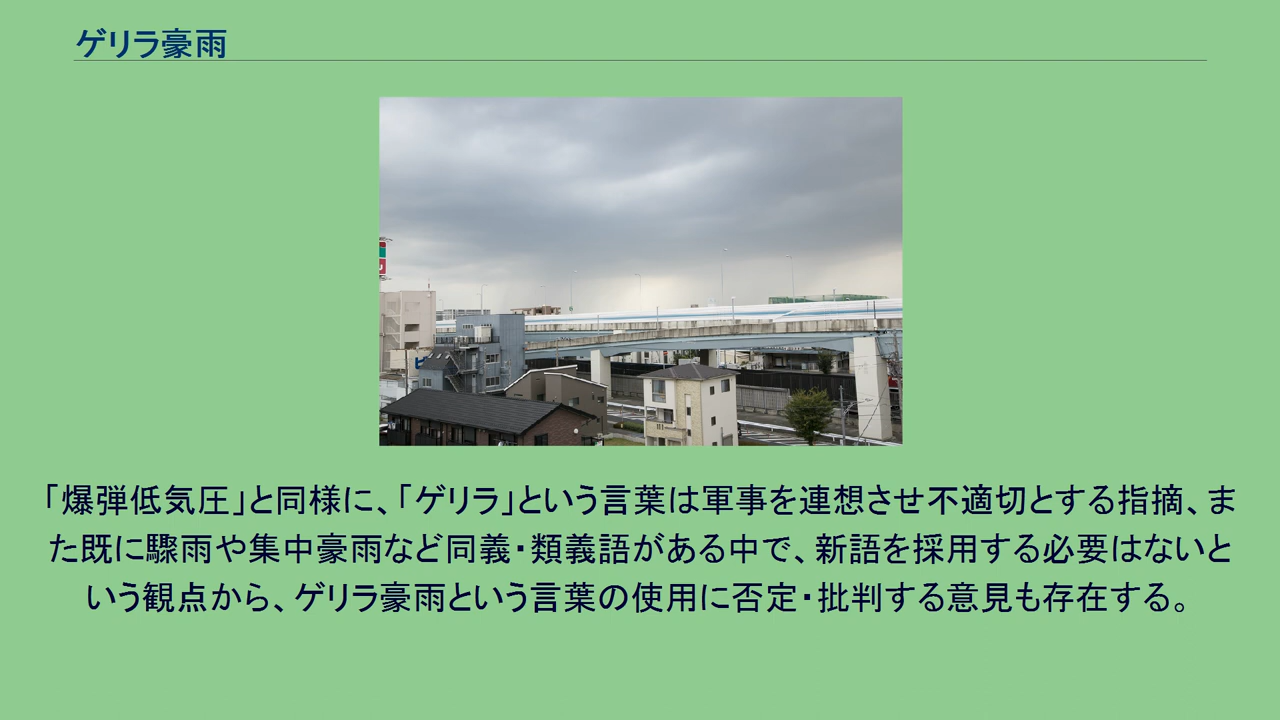 ゲリラ豪雨
「爆弾低気圧」と同様に、「ゲリラ」という言葉は軍事を連想させ不適切とする指摘、ま
た既に驟雨や集中豪雨など同義・類義語がある中で、新語を採用する必要はないと
いう観点から、ゲリラ豪雨という言葉の使用に否定・批判する意見も存在する。